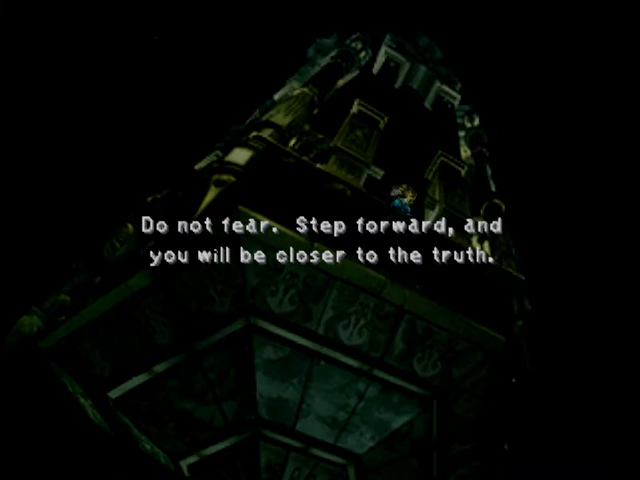 Do not fear.  Step forward, and
you will be closer to the truth.